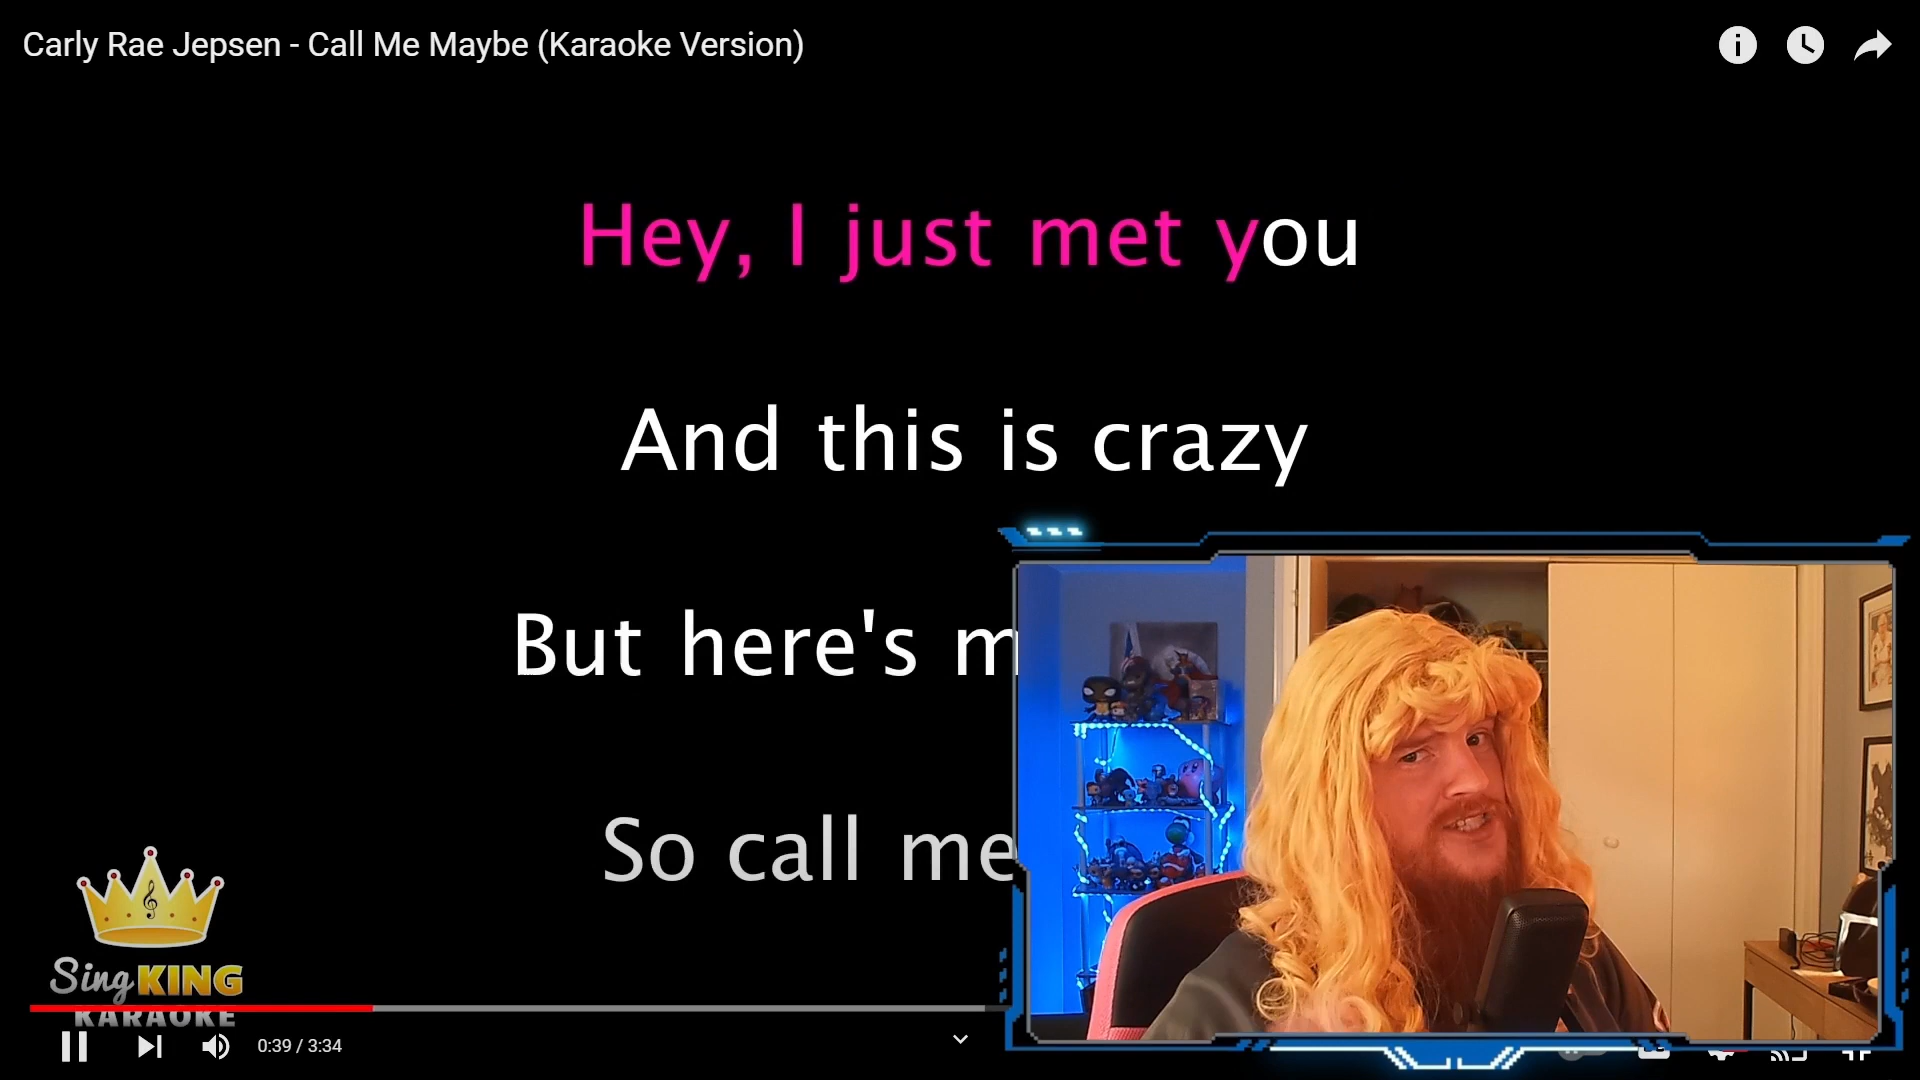 Carly Rae Jepsen - Call Me Maybe (Karaoke Version)
Hey, I just met you
And this is crazy
But here's m
So call me
Sing KING
KARAOKE
0:39 / 3:34